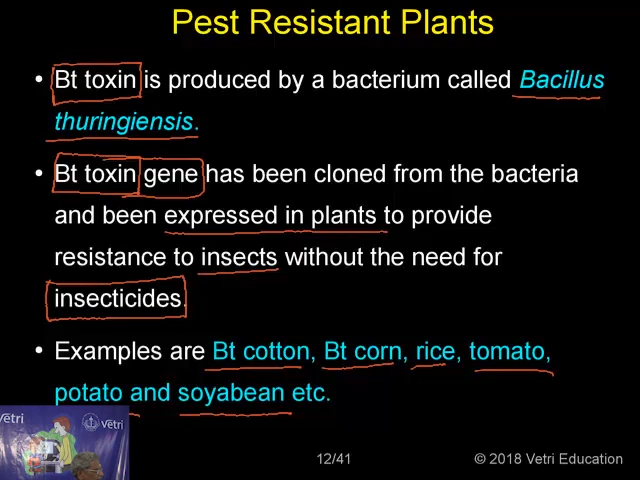 Pest Resistant Plants
• Bt toxin is produced by a bacterium called Bacillus
thuringiensis.
• Bt toxin gene has been cloned from the bacteria
and been expressed in plants to provide
resistance to insects without the need for
insecticides.
• Examples are Bt cotton, Bt corn, rice, tomato,
potato and soyabean etc.
Vetri
Vetri
12/41
© 2018 Vetri Education